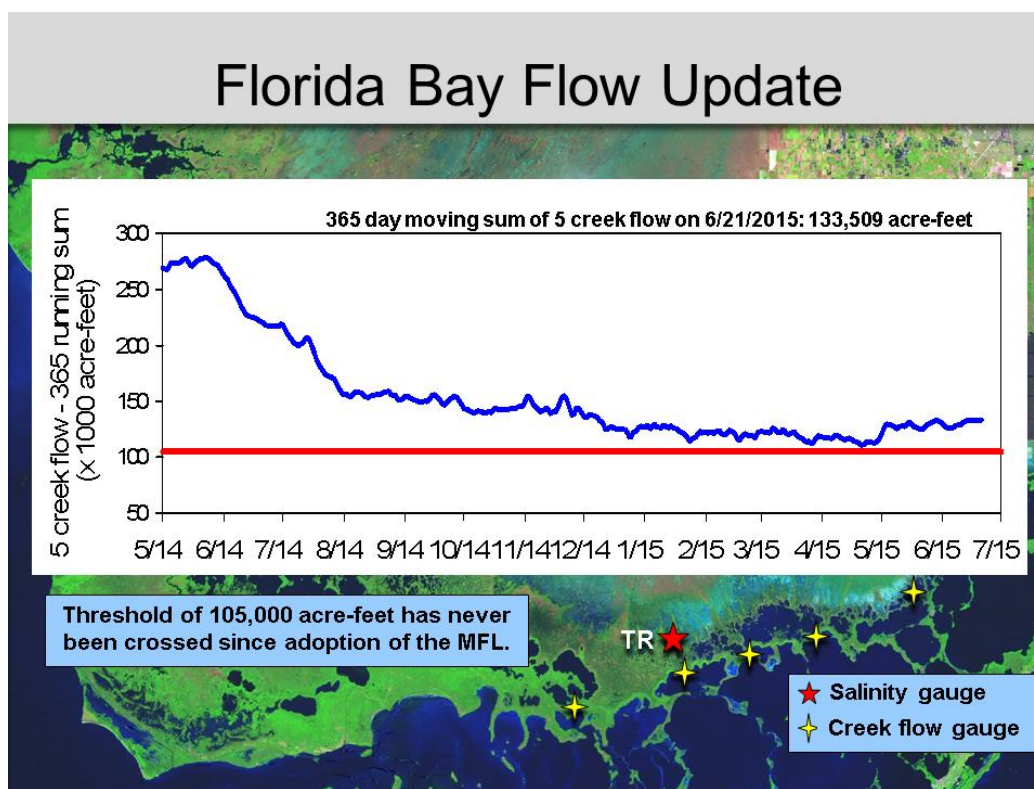 Florida Bay Flow Update
365 day moving sum of 5 creek flow on 6/21/2015: 133,509 acre-feet
5 creek flow - 365 running sum
(x 1000 acre-feet)
300
250
200
150
100
50
5/14 6/14 7/14 8/14 9/14 10/14 11/14 12/14 1/15 2/15 3/15 4/15 5/15 6/15 7/15
Threshold of 105,000 acre-feet has never
been crossed since adoption of the MFL.
TR
Salinity gauge
Creek flow gauge